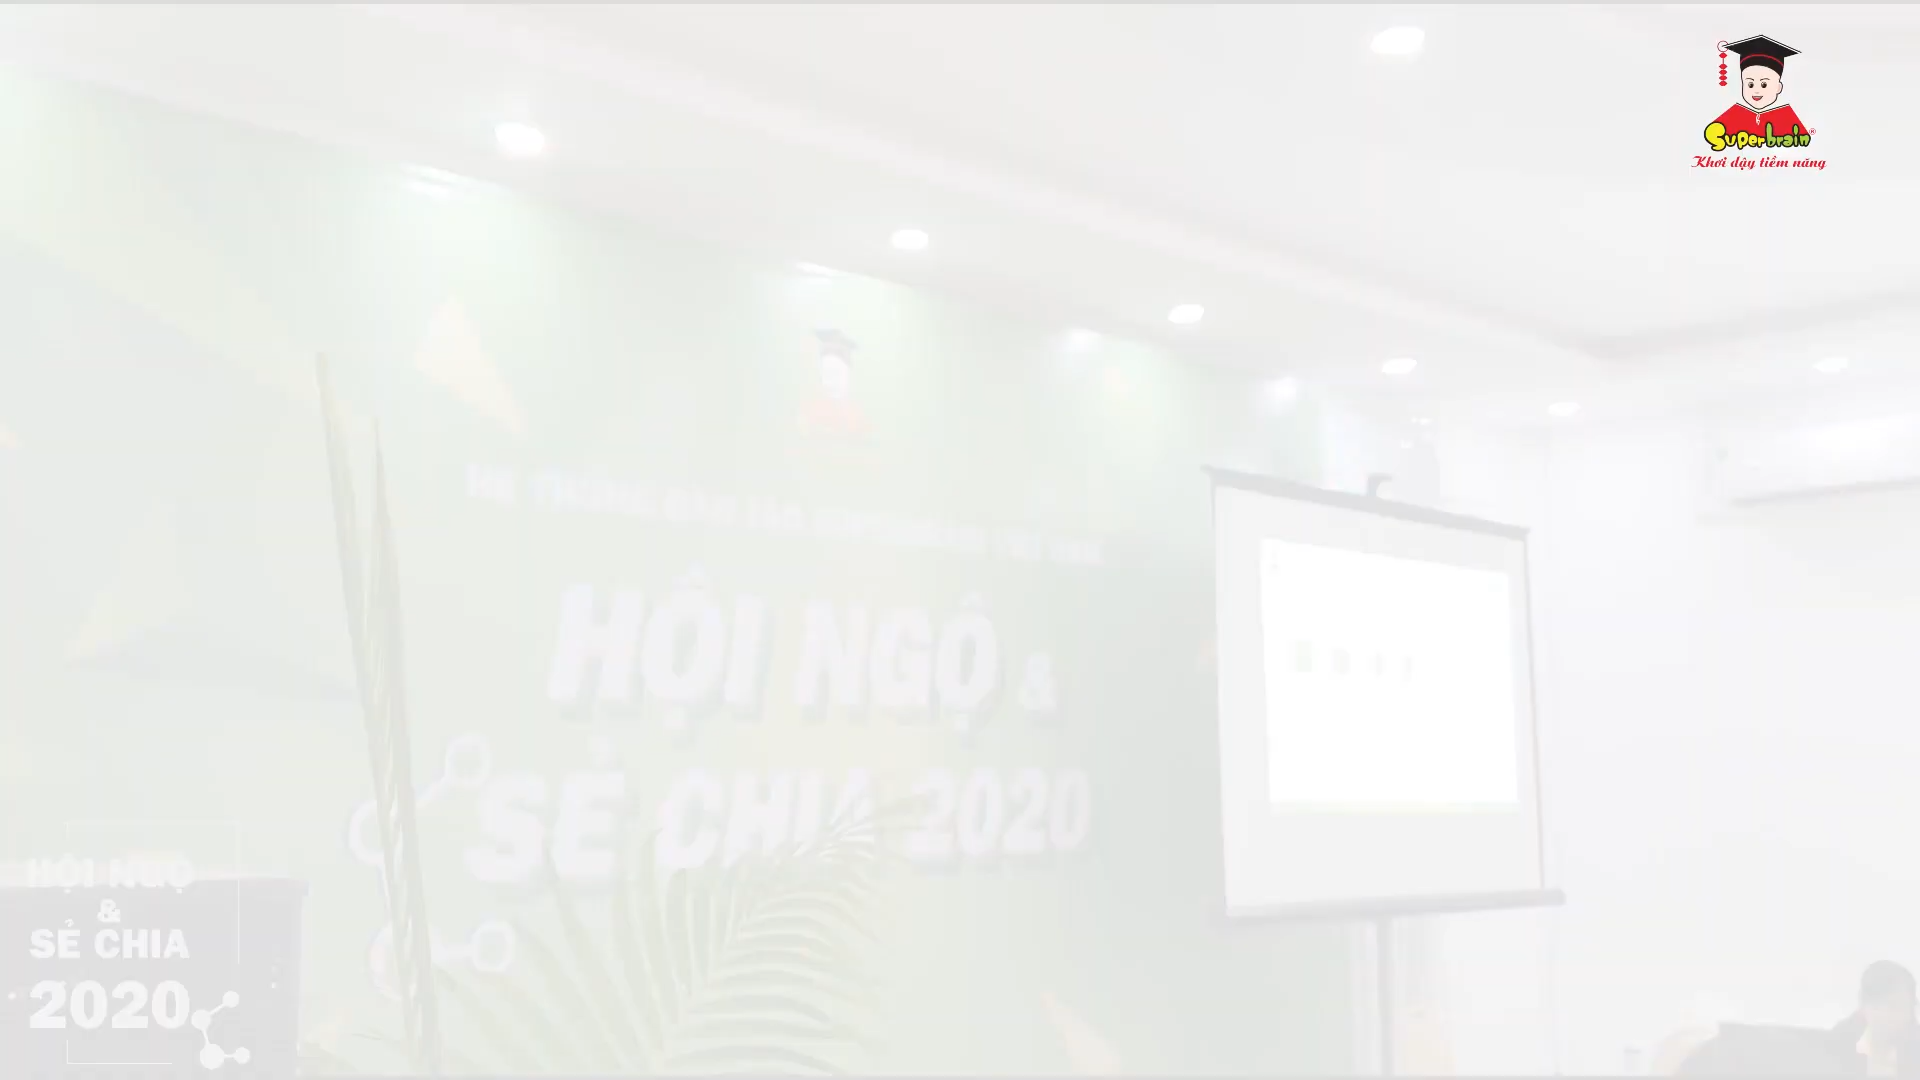 Superbrain®
Khơi dậy tiềm năng
HỘI NGỘ &
SẺ CHIA 2020
HỘI NGỘ
&
SẺ CHIA
2020